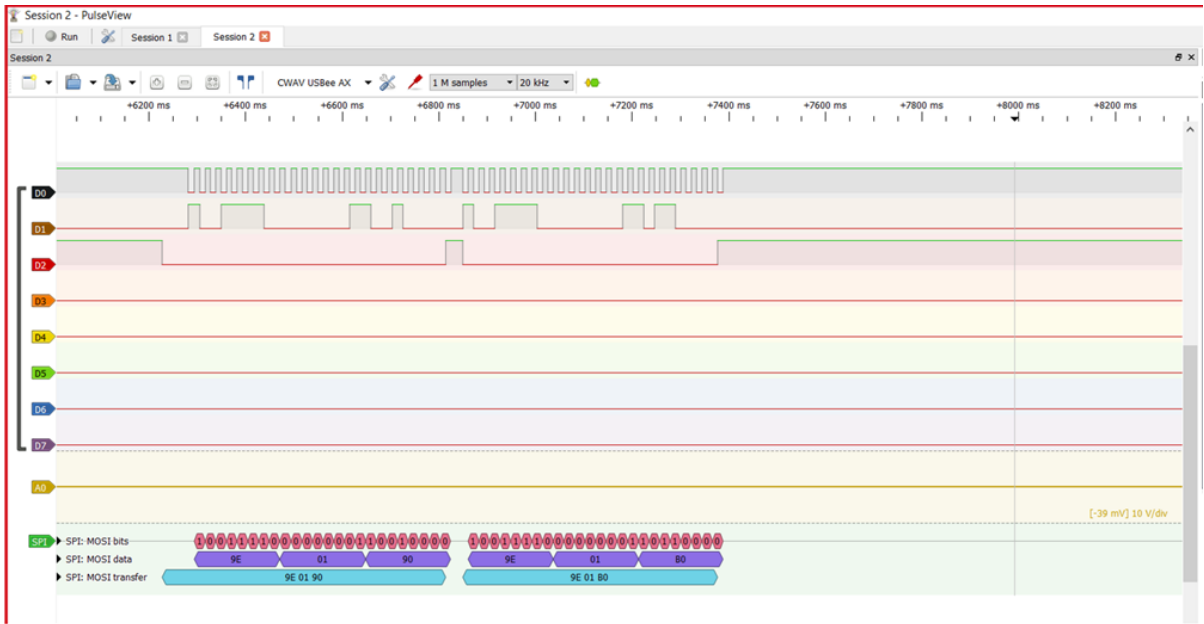 Session 2 - PulseView
Run Session 1 Session 2
Session 2
CWAV USBee AX 1 M samples 20 kHz
+6200 ms +6400 ms +6600 ms +6800 ms +7000 ms +7200 ms +7400 ms +7600 ms +7800 ms +8000 ms +8200 ms
D0
D1
D2
D3
D4
D5
D6
D7
A0
[-39 mV] 10 V/div
SPI SPI: MOSI bits 1 0 0 1 1 1 1 0 0 0 0 0 0 0 0 1 1 0 0 1 0 0 0 0 1 0 0 1 1 1 1 0 0 0 0 0 0 0 0 1 1 0 1 1 0 0 0 0
SPI: MOSI data 9E 01 90 9E 01 B0
SPI: MOSI transfer 9E 01 90 9E 01 B0